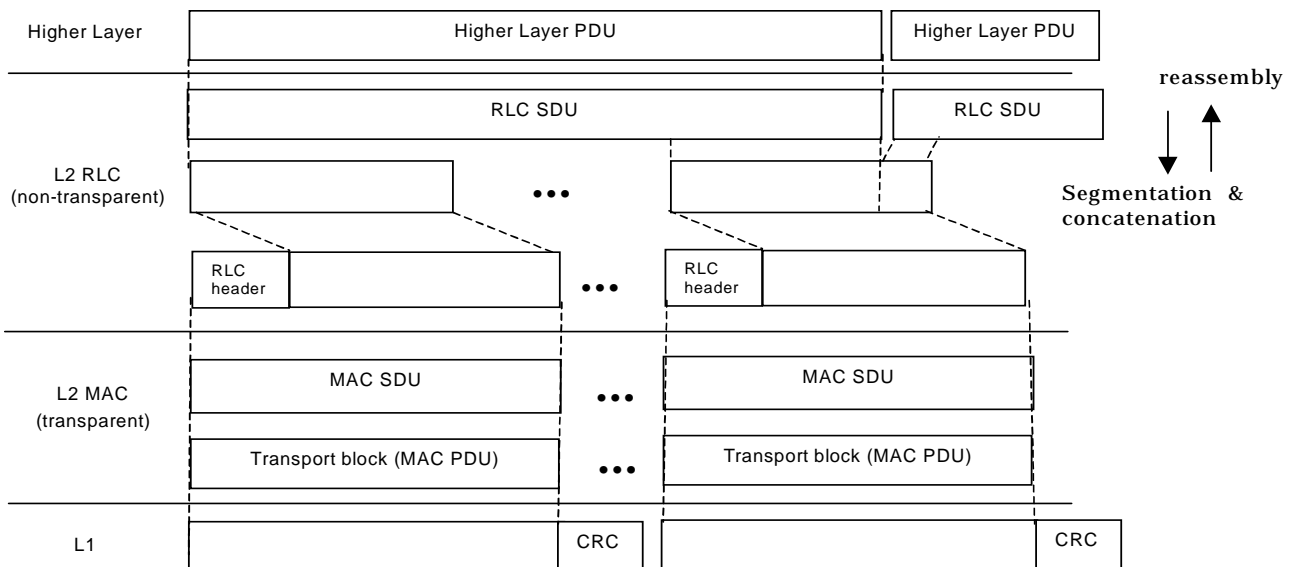 Higher Layer
Higher Layer PDU
Higher Layer PDU
reassembly
RLC SDU
RLC SDU
L2 RLC
(non-transparent)
Segmentation &
concatenation
RLC
header
RLC
header
L2 MAC
(transparent)
MAC SDU
MAC SDU
Transport block (MAC PDU)
Transport block (MAC PDU)
L1
CRC
CRC